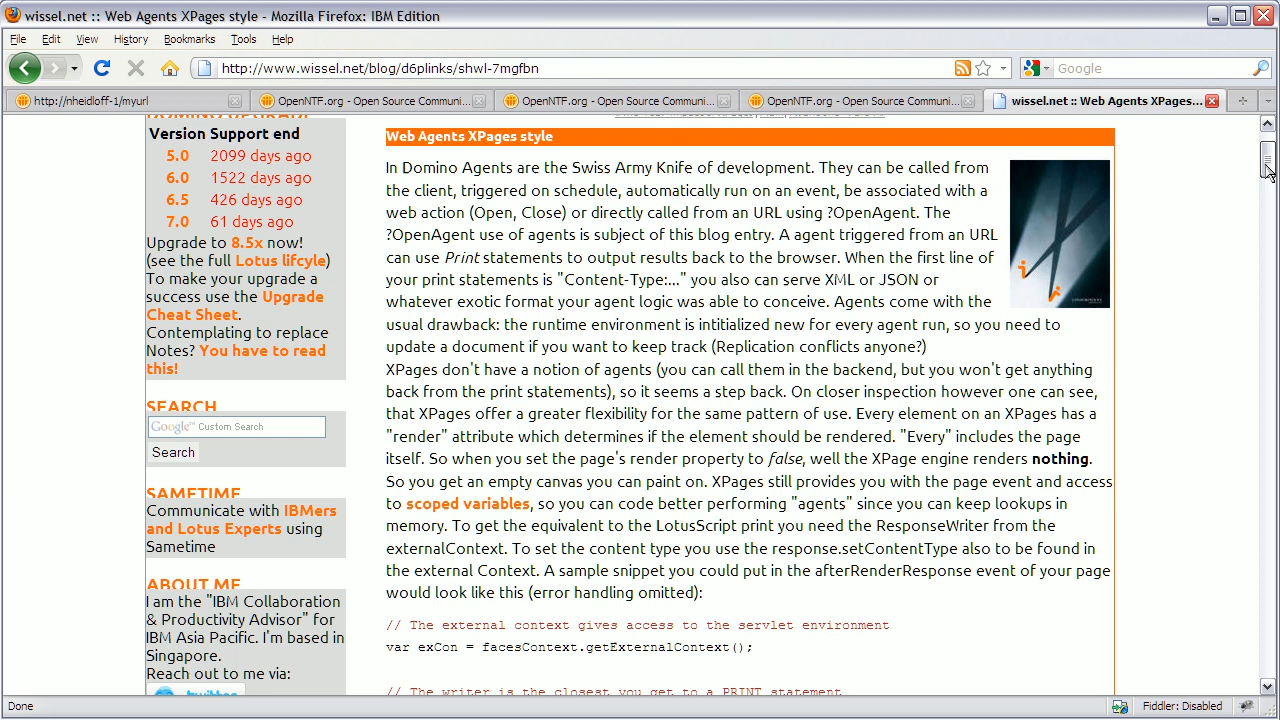 wissel.net :: Web Agents XPages style - Mozilla Firefox: IBM Edition
File Edit View History Bookmarks Tools Help
http://www.wissel.net/blog/d6plinks/shwl-7mgfbn
Google
http://nheidloff-1/myurl
OpenNTF.org - Open Source Communi...
OpenNTF.org - Open Source Communi...
OpenNTF.org - Open Source Communi...
wissel.net :: Web Agents XPages...
DOMINO UPGRADE
Version Support end
5.0 2099 days ago
6.0 1522 days ago
6.5 426 days ago
7.0 61 days ago
Upgrade to 8.5x now!
(see the full Lotus lifcyle)
To make your upgrade a
success use the Upgrade
Cheat Sheet.
Contemplating to replace
Notes? You have to read
this!
SEARCH
Google™ Custom Search
Search
SAMETIME
Communicate with IBMers
and Lotus Experts using
Sametime
ABOUT ME
I am the "IBM Collaboration
& Productivity Advisor" for
IBM Asia Pacific. I'm based in
Singapore.
Reach out to me via:
twitter
Web Agents XPages style
In Domino Agents are the Swiss Army Knife of development. They can be called from
the client, triggered on schedule, automatically run on an event, be associated with a
web action (Open, Close) or directly called from an URL using ?OpenAgent. The
?OpenAgent use of agents is subject of this blog entry. A agent triggered from an URL
can use Print statements to output results back to the browser. When the first line of
your print statements is "Content-Type:..." you also can serve XML or JSON or
whatever exotic format your agent logic was able to conceive. Agents come with the
usual drawback: the runtime environment is intitialized new for every agent run, so you need to
update a document if you want to keep track (Replication conflicts anyone?)
XPages don't have a notion of agents (you can call them in the backend, but you won't get anything
back from the print statements), so it seems a step back. On closer inspection however one can see,
that XPages offer a greater flexibility for the same pattern of use. Every element on an XPages has a
"render" attribute which determines if the element should be rendered. "Every" includes the page
itself. So when you set the page's render property to false, well the XPage engine renders nothing.
So you get an empty canvas you can paint on. XPages still provides you with the page event and access
to scoped variables, so you can code better performing "agents" since you can keep lookups in
memory. To get the equivalent to the LotusScript print you need the ResponseWriter from the
externalContext. To set the content type you use the response.setContentType also to be found in
the external Context. A sample snippet you could put in the afterRenderResponse event of your page
would look like this (error handling omitted):
// The external context gives access to the servlet environment
var exCon = facesContext.getExternalContext();
// The writer is the closest you get to a PRINT statement
Done
Fiddler: Disabled